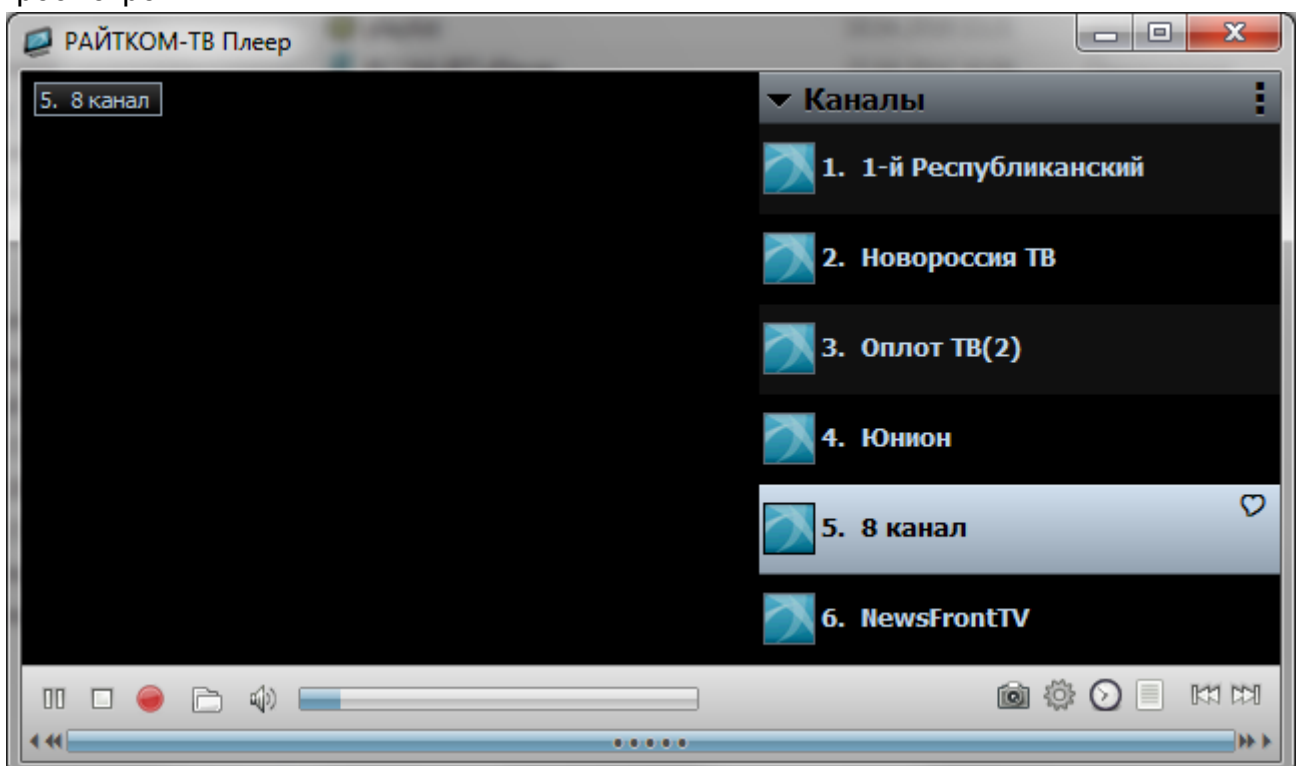 РАЙТКОМ-ТВ Плеер
5. 8 канал
Каналы
1. 1-й Республиканский
2. Новороссия ТВ
3. Оплот ТВ(2)
4. Юнион
5. 8 канал
6. NewsFrontTV